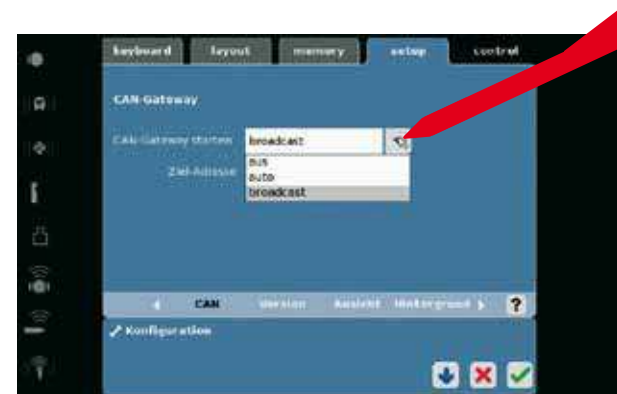 keyboard layout memory setup control
CAN-Gateway
CAN-Gateway starten broadcast
aus
Ziel-Adresse
auto
broadcast
CAN Version Ansicht Hintergrund ?
Konfiguration